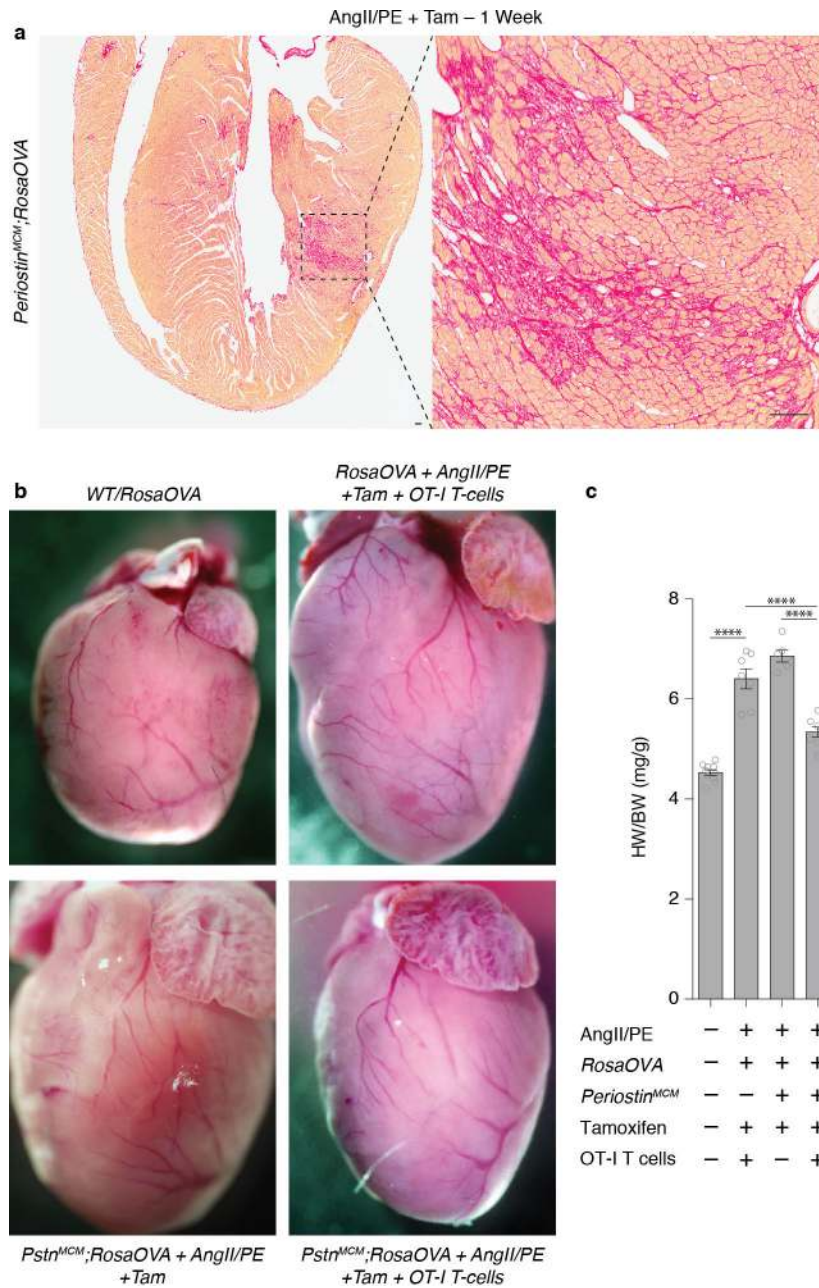 AngII/PE + Tam – 1 Week
a
Periostin^MCM;RosaOVA
b
WT/RosaOVA
RosaOVA + AngII/PE
+Tam + OT-I T-cells
Pstn^MCM;RosaOVA + AngII/PE
+Tam
Pstn^MCM;RosaOVA + AngII/PE
+Tam + OT-I T-cells
c
HW/BW (mg/g)
8
6
4
2
0
****
****
****
AngII/PE – + + +
RosaOVA – + + +
Periostin^MCM – – + +
Tamoxifen – + + +
OT-I T cells – + – +